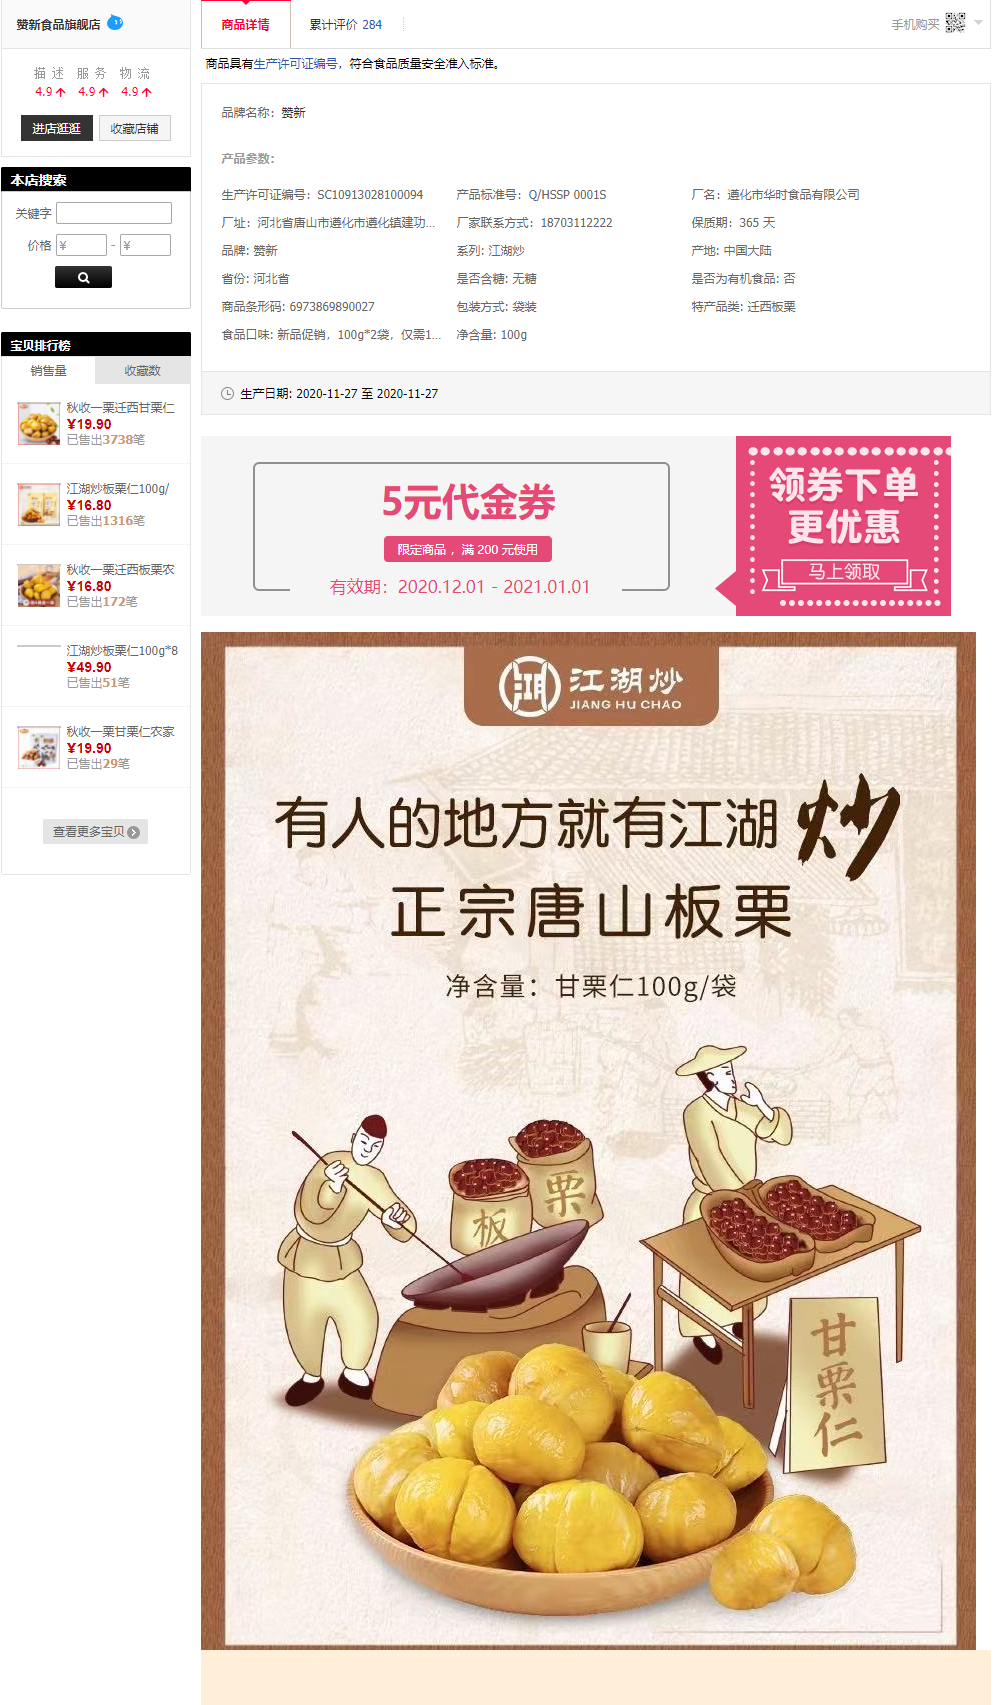 赞新食品旗舰店
描 述 服 务 物 流
4.9 4.9 4.9
进店逛逛 收藏店铺
本店搜索
关键字
价格 ¥ - ¥
宝贝排行榜
销售量 收藏数
秋收一栗迁西甘栗仁
¥19.90
已售出3738笔
江湖炒板栗仁100g/
¥16.80
已售出1316笔
秋收一栗迁西板栗农
¥16.80
已售出172笔
江湖炒板栗仁100g*8
¥49.90
已售出51笔
秋收一栗甘栗仁农家
¥19.90
已售出29笔
查看更多宝贝
商品详情 累计评价 284 手机购买
商品具有生产许可证编号，符合食品质量安全准入标准。
品牌名称：赞新
产品参数：
生产许可证编号：SC10913028100094 产品标准号：Q/HSSP 0001S 厂名：遵化市华时食品有限公司
厂址：河北省唐山市遵化市遵化镇建功... 厂家联系方式：18703112222 保质期：365 天
品牌: 赞新 系列: 江湖炒 产地: 中国大陆
省份: 河北省 是否含糖: 无糖 是否为有机食品: 否
商品条形码: 6973869890027 包装方式: 袋装 特产品类: 迁西板栗
食品口味: 新品促销，100g*2袋，仅需1... 净含量: 100g
生产日期: 2020-11-27 至 2020-11-27
5元代金券
限定商品，满 200 元使用
有效期：2020.12.01 - 2021.01.01
领券下单
更优惠
马上领取
江湖炒
JIANG HU CHAO
有人的地方就有江湖炒
正宗唐山板栗
净含量：甘栗仁100g/袋
板
栗
甘栗仁